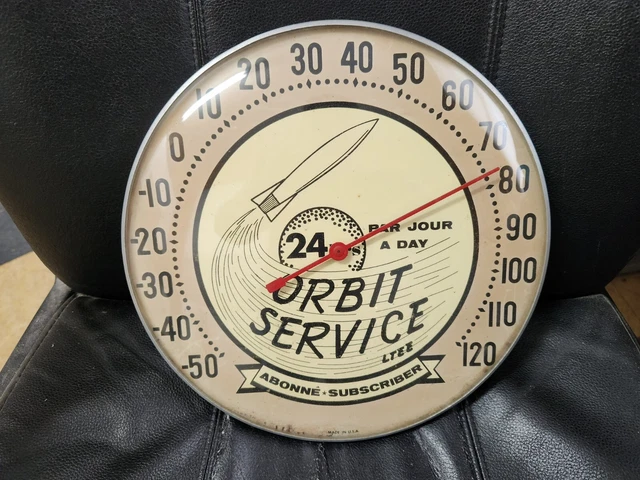 -50
-40
-30
-20
-10
0
10
20
30
40
50
60
70
80
90
100
110
120
24 HRS
PAR JOUR
A DAY
ORBIT
SERVICE
LTEE
ABONNÉ • SUBSCRIBER
MADE IN U.S.A.